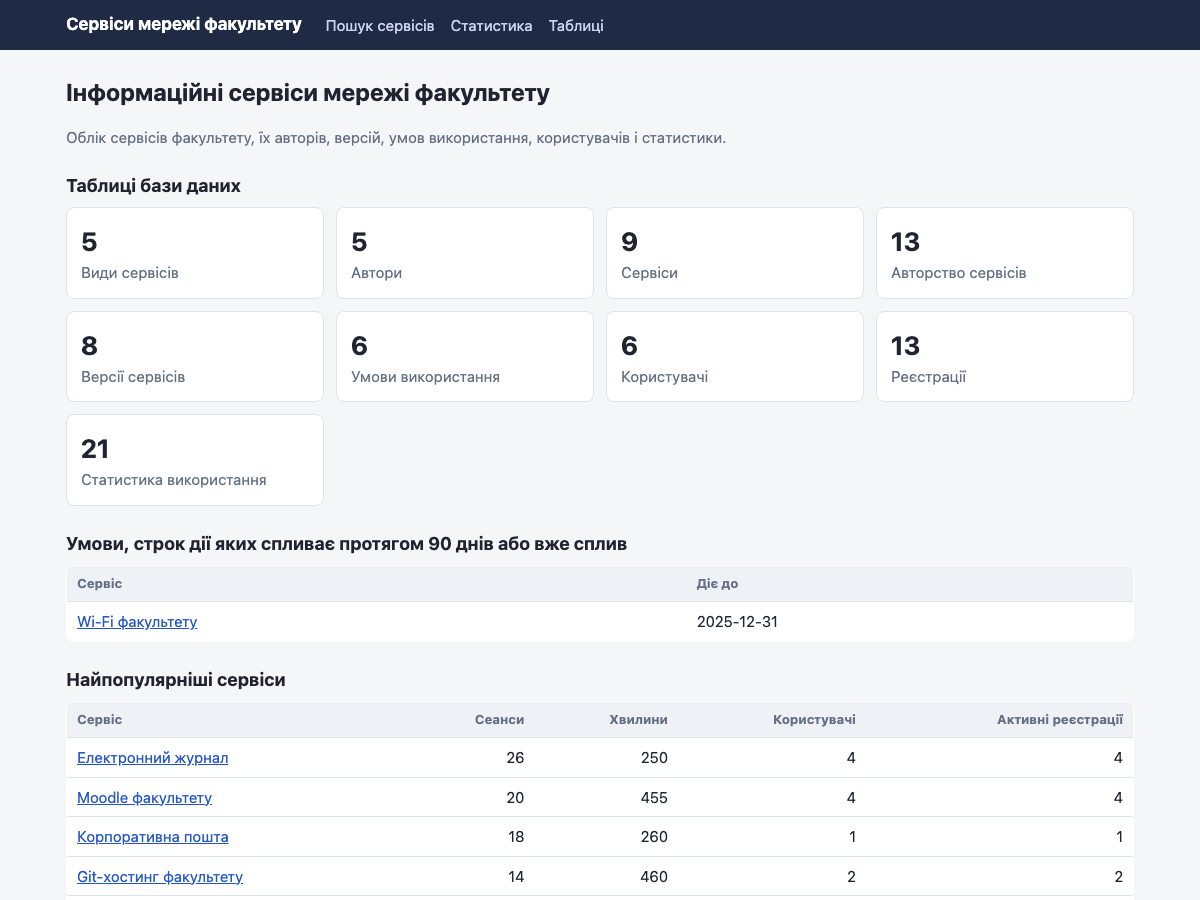 Сервіси мережі факультету Пошук сервісів Статистика Таблиці
Інформаційні сервіси мережі факультету
Облік сервісів факультету, їх авторів, версій, умов використання, користувачів і статистики.
Таблиці бази даних
5 5 9 13
Види сервісів Автори Сервіси Авторство сервісів
8 6 6 13
Версії сервісів Умови використання Користувачі Реєстрації
21
Статистика використання
Умови, строк дії яких спливає протягом 90 днів або вже сплив
Сервіс Діє до
Wi-Fi факультету 2025-12-31
Найпопулярніші сервіси
Сервіс Сеанси Хвилини Користувачі Активні реєстрації
Електронний журнал 26 250 4 4
Moodle факультету 20 455 4 4
Корпоративна пошта 18 260 1 1
Git-хостинг факультету 14 460 2 2